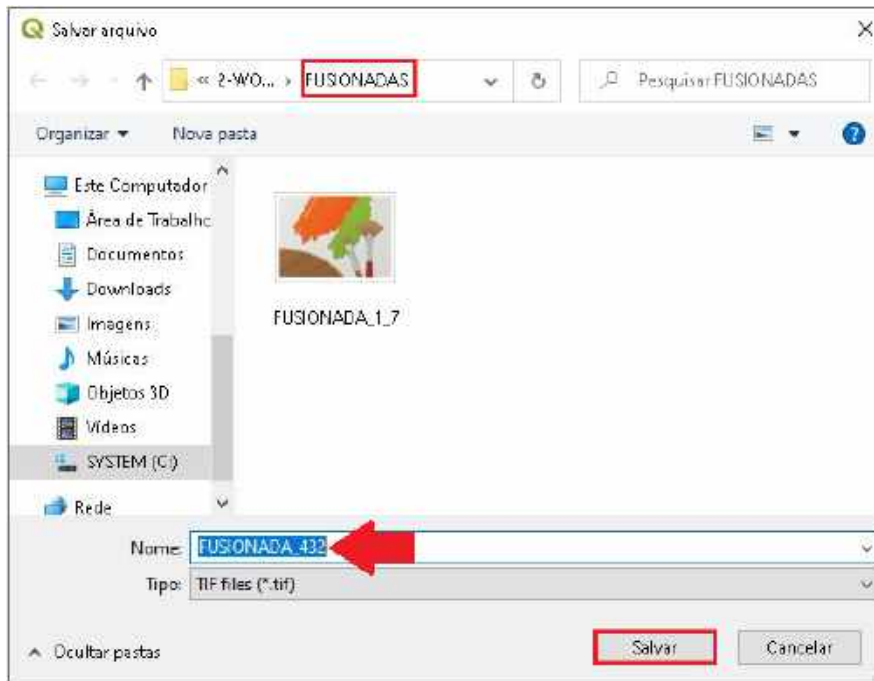 Salvar arquivo
« 2-WO... › FUSIONADAS
Pesquisar FUSIONADAS
Organizar
Nova pasta
Este Computador
Área de Trabalho
Documentos
Downloads
Imagens
Músicas
Objetos 3D
Vídeos
SYSTEM (C:)
Rede
FUSIONADA_1_7
Nome: FUSIONADA_432
Tipo: TIF files (*.tif)
Ocultar pastas
Salvar
Cancelar